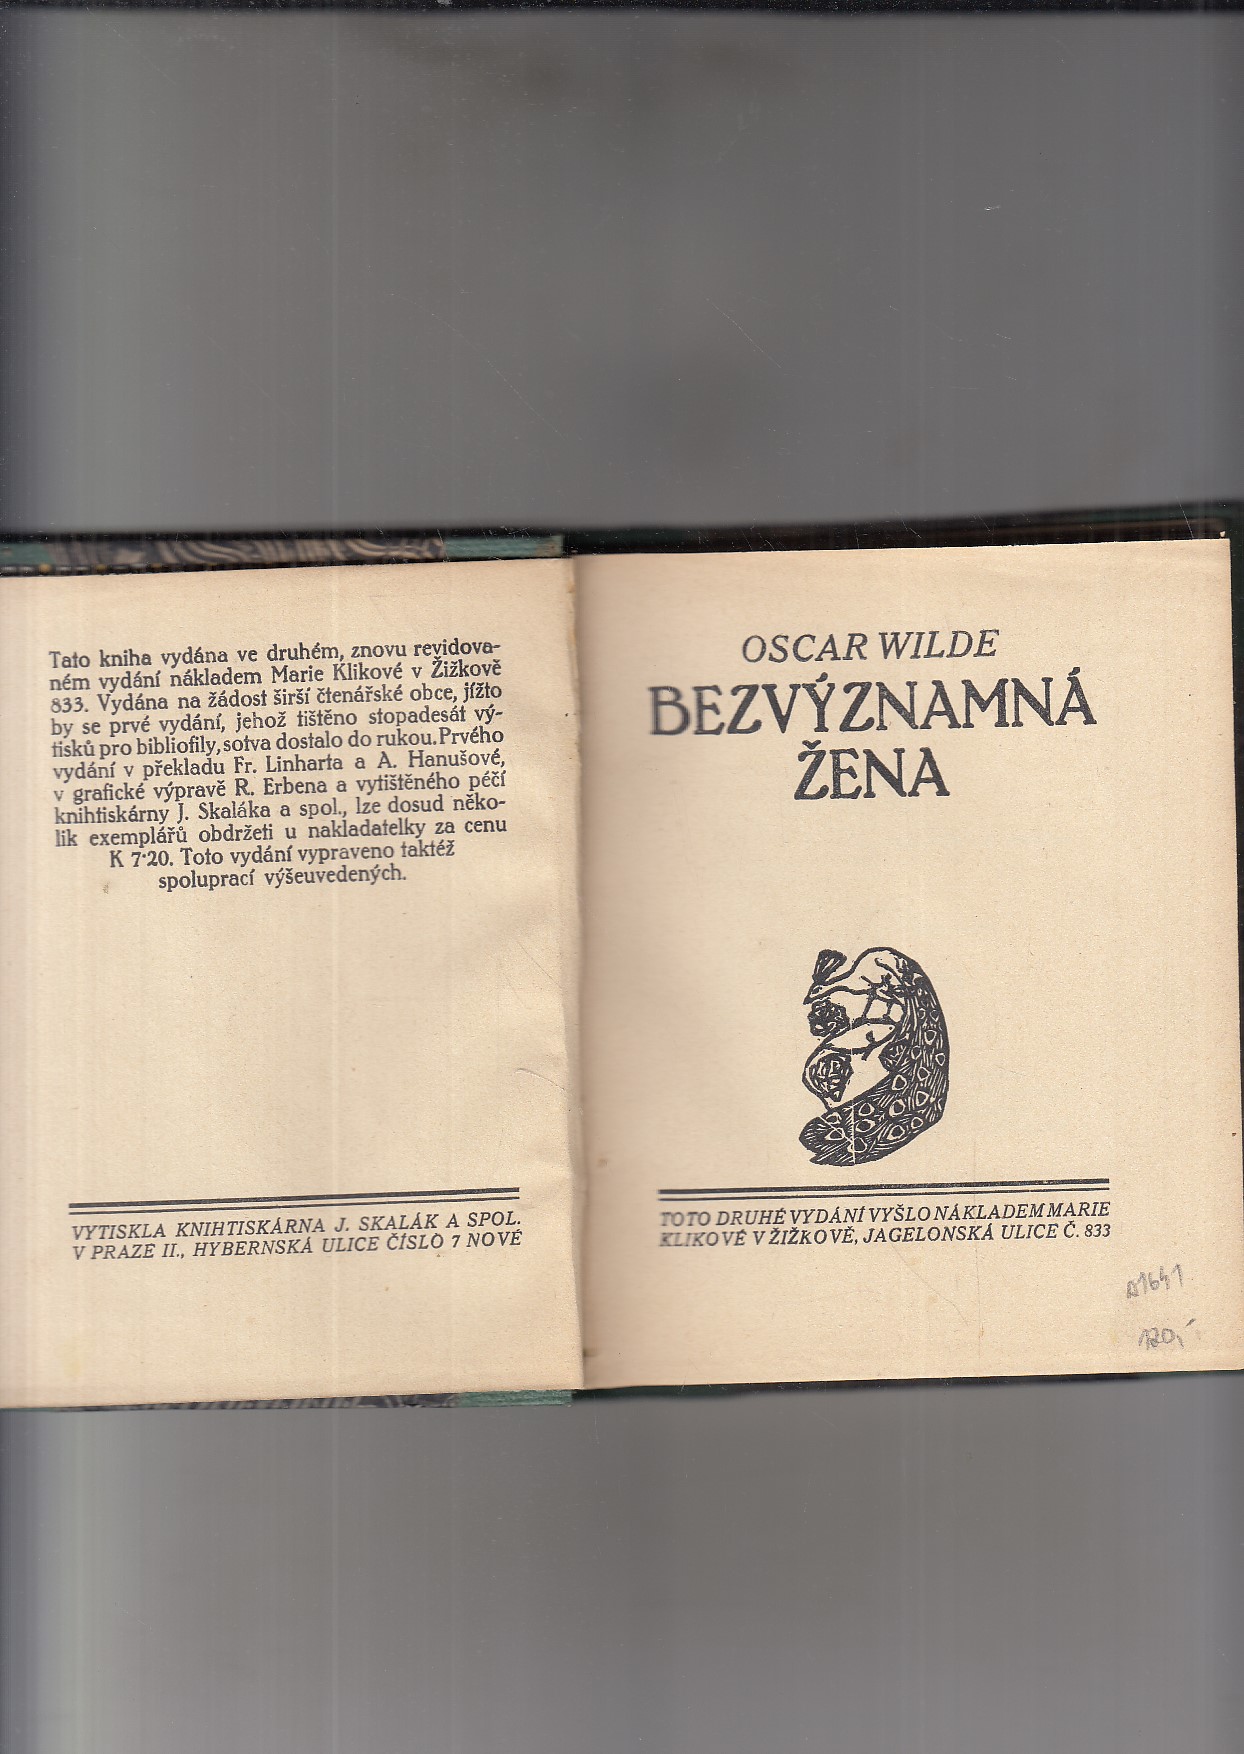 Tato kniha vydána ve druhém, znovu revidova-
ném vydání nákladem Marie Klikové v Žižkově
833. Vydána na žádost širší čtenářské obce, jížto
by se prvé vydání, jehož tištěno stopadesát vý-
tisků pro bibliofily, sotva dostalo do rukou. Prvého
vydání v překladu Fr. Linharta a A. Hanušové,
v grafické výpravě R. Erbena a vytištěného péčí
knihtiskárny J. Skaláka a spol., lze dosud něko-
lik exemplářů obdržeti u nakladatelky za cenu
K 7·20. Toto vydání vypraveno taktéž
spoluprací výšeuvedených.
VYTISKLA KNIHTISKÁRNA J. SKALÁK A SPOL.
V PRAZE II., HYBERNSKÁ ULICE ČÍSLO 7 NOVÉ
OSCAR WILDE
BEZVÝZNAMNÁ
ŽENA
TOTO DRUHÉ VYDÁNÍ VYŠLO NÁKLADEM MARIE
KLIKOVÉ V ŽIŽKOVĚ, JAGELONSKÁ ULICE Č. 833
120,-